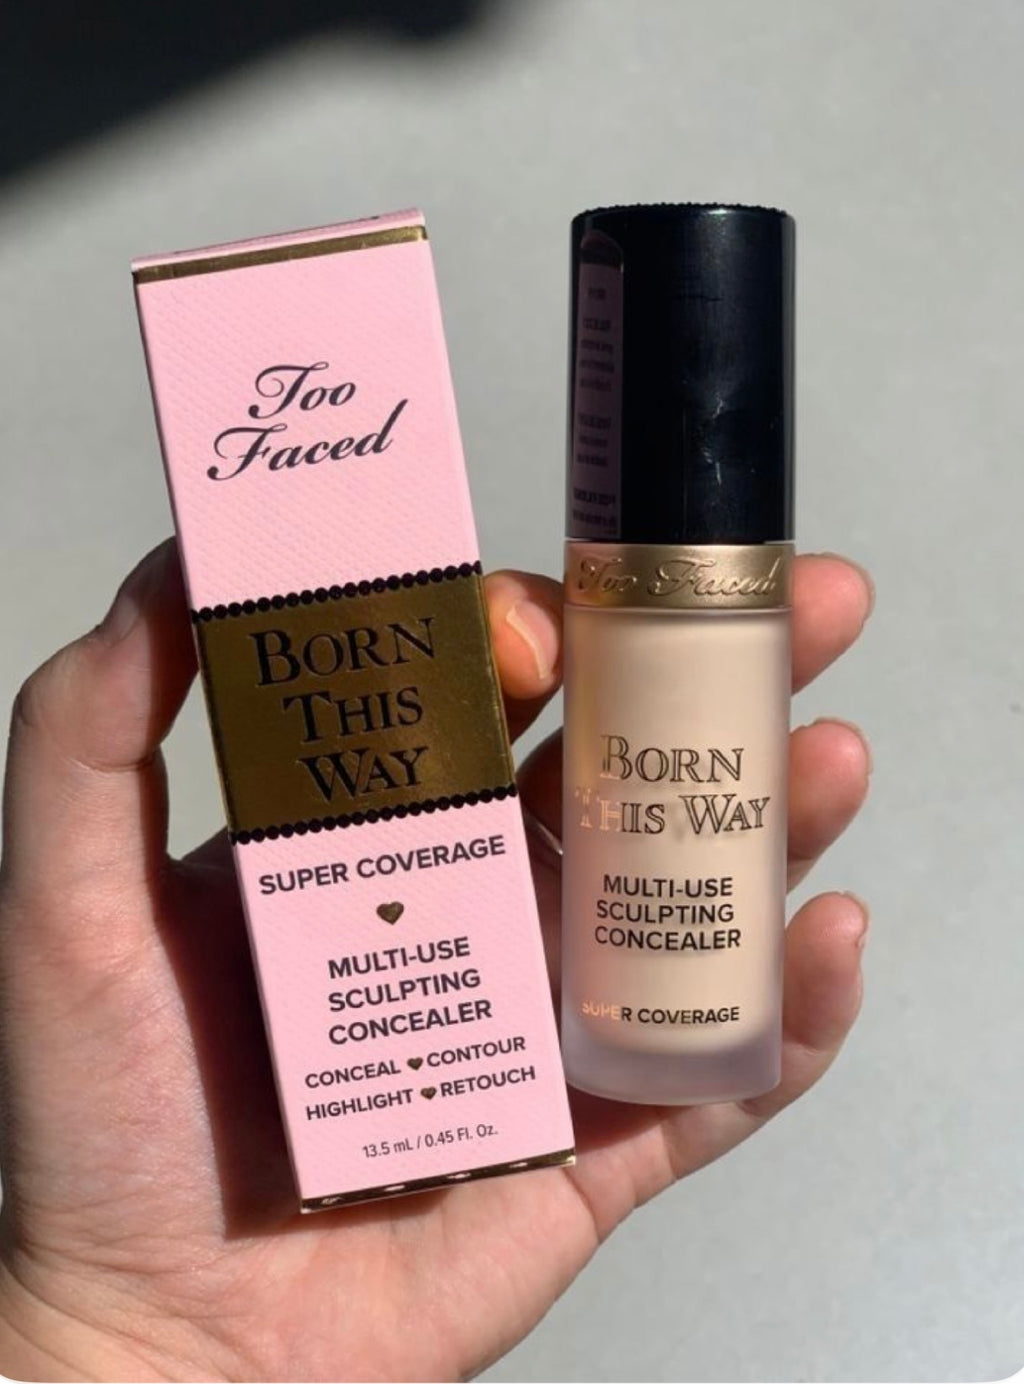 Too
Faced
BORN
THIS
WAY
SUPER COVERAGE
MULTI-USE
SCULPTING
CONCEALER
CONCEAL CONTOUR
HIGHLIGHT RETOUCH
13.5 mL / 0.45 Fl. Oz.
Too Faced
BORN
THIS WAY
MULTI-USE
SCULPTING
CONCEALER
SUPER COVERAGE